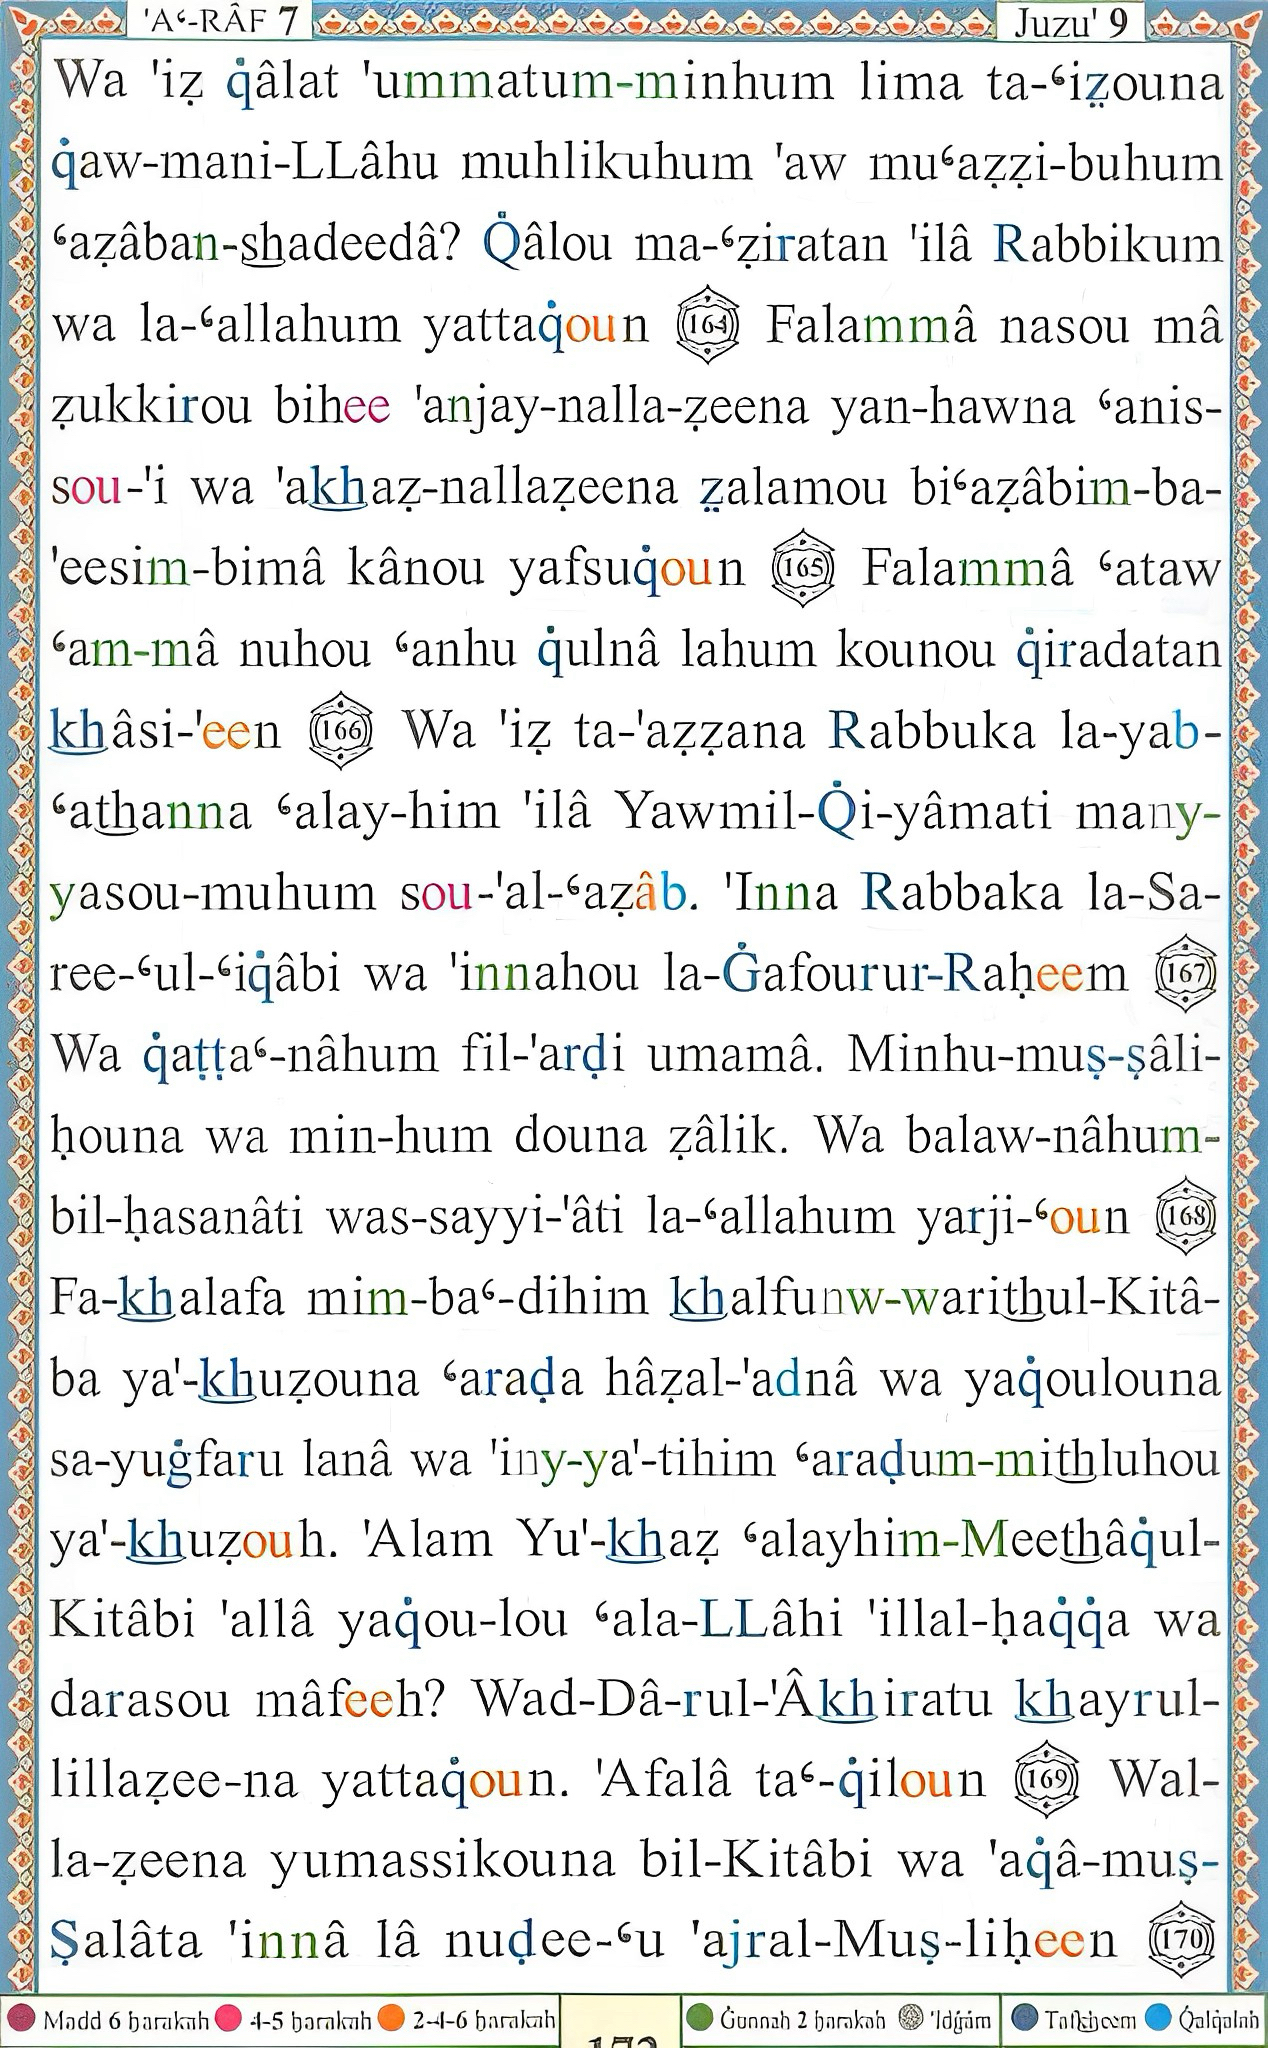 'Aʿ-RÂF 7 Juzu' 9
Wa 'iẓ q̇âlat 'ummatum-minhum lima ta-ʿiẓ̤ouna
q̇aw-mani-LLâhu muhlikuhum 'aw muʿaẓẓi-buhum
ʿaẓâban-shadeedâ? Q̇âlou ma-ʿẓiratan 'ilâ Rabbikum
wa la-ʿallahum yattaq̇oun 164 Falammâ nasou mâ
ẓukkirou bihee 'anjay-nalla-ẓeena yan-hawna ʿanis-
sou-'i wa 'akhaẓ-nallaẓeena ẓ̤alamou biʿaẓâbim-ba-
'eesim-bimâ kânou yafsuq̇oun 165 Falammâ ʿataw
ʿam-mâ nuhou ʿanhu q̇ulnâ lahum kounou q̇iradatan
khâsi-'een 166 Wa 'iẓ ta-'aẓẓana Rabbuka la-yab-
ʿathanna ʿalay-him 'ilâ Yawmil-Q̇i-yâmati many-
yasou-muhum sou-'al-ʿaẓâb. 'Inna Rabbaka la-Sa-
ree-ʿul-ʿiq̇âbi wa 'innahou la-Ġafourur-Raḥeem 167
Wa q̇aṭṭaʿ-nâhum fil-'arḍi umamâ. Minhu-muṣ-ṣâli-
ḥouna wa min-hum douna ẓâlik. Wa balaw-nâhum-
bil-ḥasanâti was-sayyi-'âti la-ʿallahum yarji-ʿoun 168
Fa-khalafa mim-baʿ-dihim khalfunw-warithul-Kitâ-
ba ya'-khuẓouna ʿaraḍa hâẓal-'adnâ wa yaq̇oulouna
sa-yuġfaru lanâ wa 'iny-ya'-tihim ʿaraḍum-mithluhou
ya'-khuẓouh. 'Alam Yu'-khaẓ ʿalayhim-Meethâq̇ul-
Kitâbi 'allâ yaq̇ou-lou ʿala-LLâhi 'illal-ḥaq̇q̇a wa
darasou mâfeeh? Wad-Dâ-rul-'Âkhiratu khayrul-
lillaẓee-na yattaq̇oun. 'Afalâ taʿ-q̇iloun 169 Wal-
la-ẓeena yumassikouna bil-Kitâbi wa 'aq̇â-muṣ-
Ṣalâta 'innâ lâ nuḍee-ʿu 'ajral-Muṣ-liḥeen 170
Madd 6 ḥarakah 4-5 ḥarakah 2-4-6 ḥarakah Ġunnah 2 ḥarakah 'Idġâm Tafkheem Q̇alq̇alah